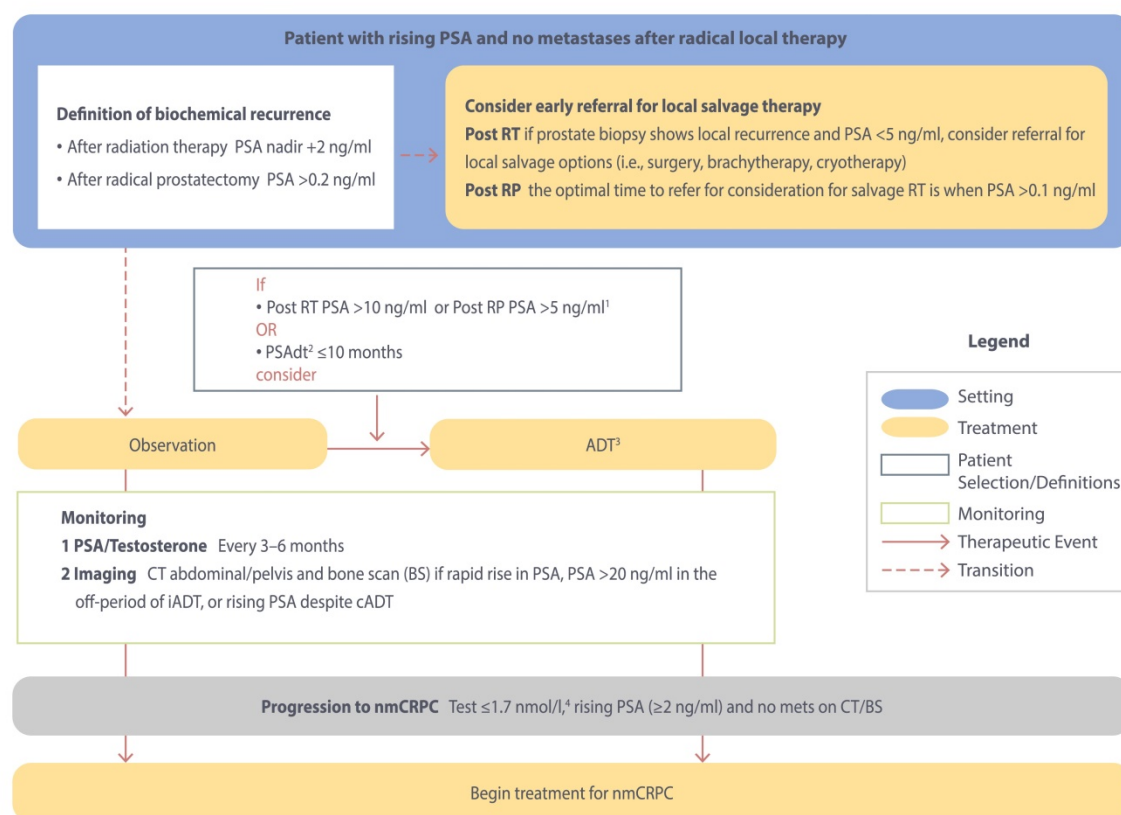 Patient with rising PSA and no metastases after radical local therapy
Definition of biochemical recurrence
• After radiation therapy PSA nadir +2 ng/ml
• After radical prostatectomy PSA >0.2 ng/ml
Consider early referral for local salvage therapy
Post RT if prostate biopsy shows local recurrence and PSA <5 ng/ml, consider referral for
local salvage options (i.e., surgery, brachytherapy, cryotherapy)
Post RP the optimal time to refer for consideration for salvage RT is when PSA >0.1 ng/ml
If
• Post RT PSA >10 ng/ml or Post RP PSA >5 ng/ml¹
OR
• PSAdt² ≤10 months
consider
Observation
ADT³
Monitoring
1 PSA/Testosterone Every 3–6 months
2 Imaging CT abdominal/pelvis and bone scan (BS) if rapid rise in PSA, PSA >20 ng/ml in the
off-period of iADT, or rising PSA despite cADT
Progression to nmCRPC Test ≤1.7 nmol/l,⁴ rising PSA (≥2 ng/ml) and no mets on CT/BS
Begin treatment for nmCRPC
Legend
Setting
Treatment
Patient
Selection/Definitions
Monitoring
Therapeutic Event
Transition